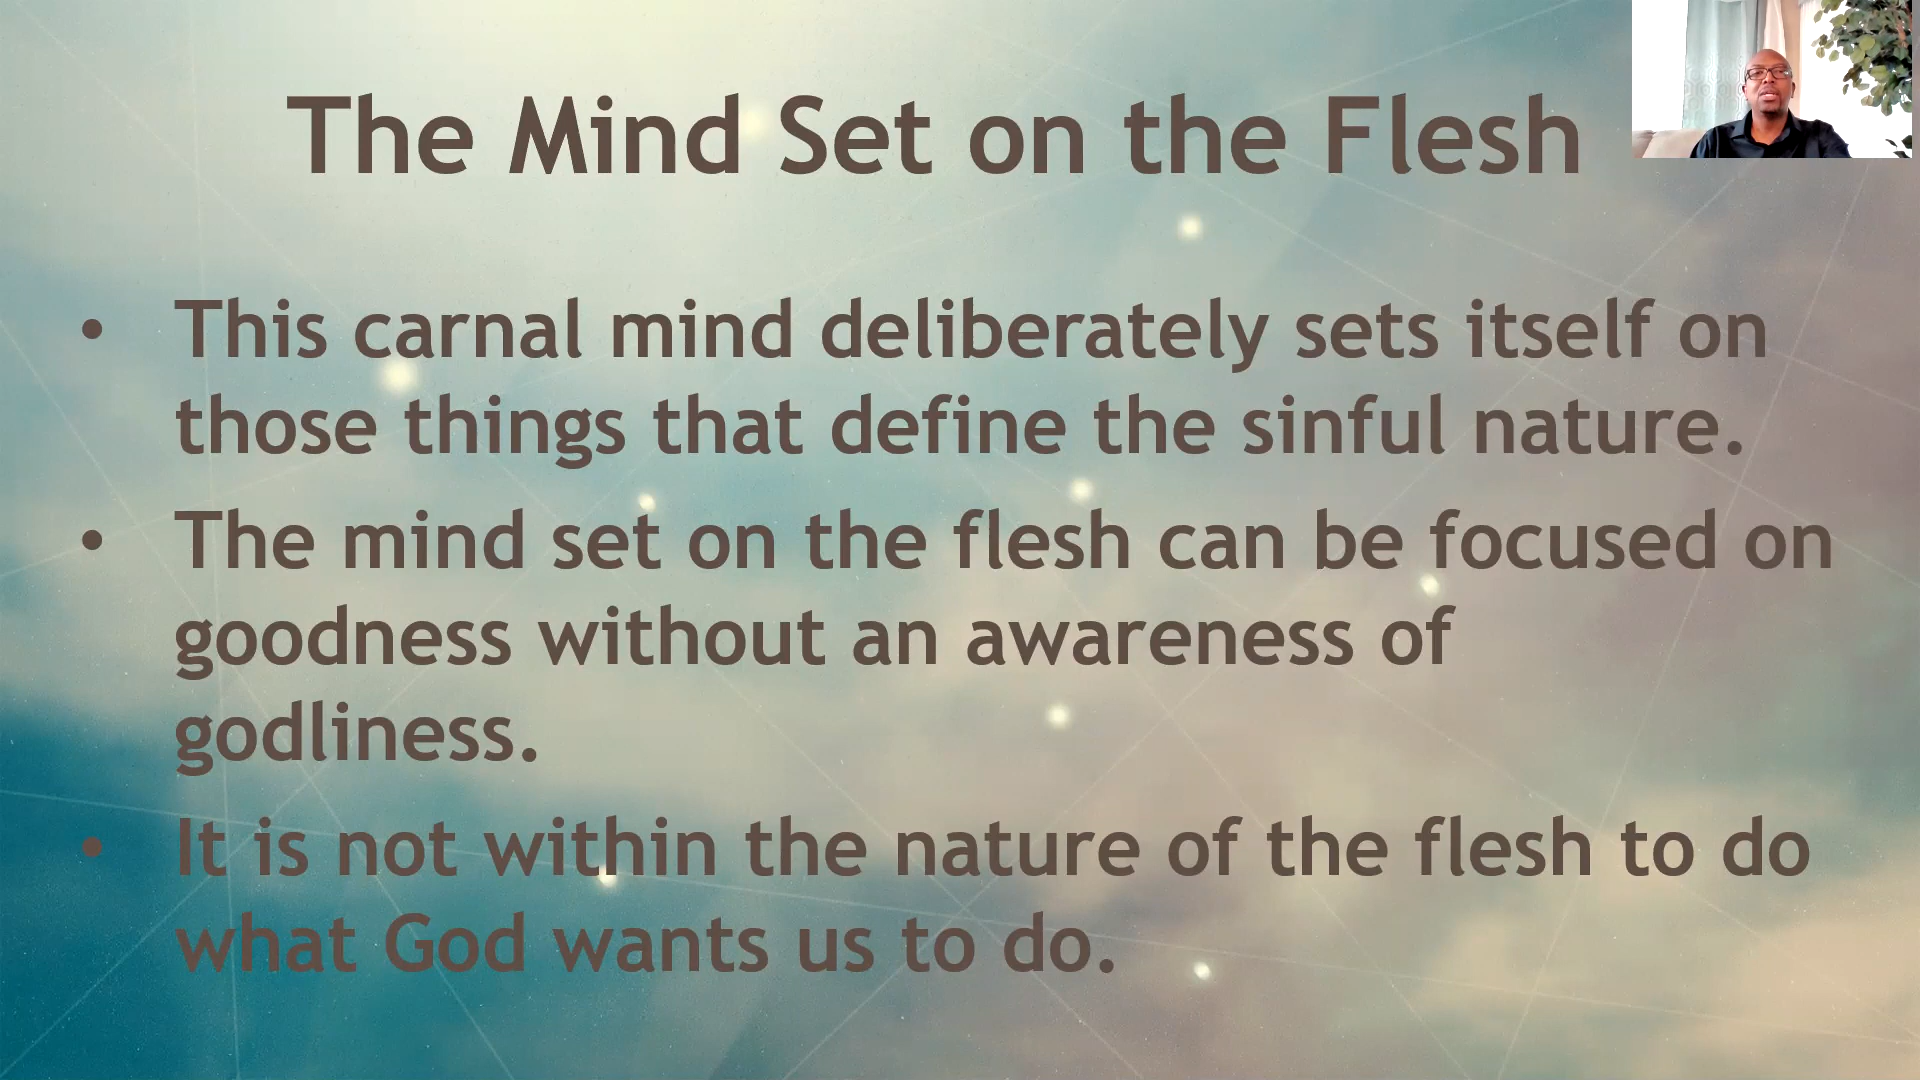 The Mind Set on the Flesh
• This carnal mind deliberately sets itself on
those things that define the sinful nature.
• The mind set on the flesh can be focused on
goodness without an awareness of
godliness.
• It is not within the nature of the flesh to do
what God wants us to do.